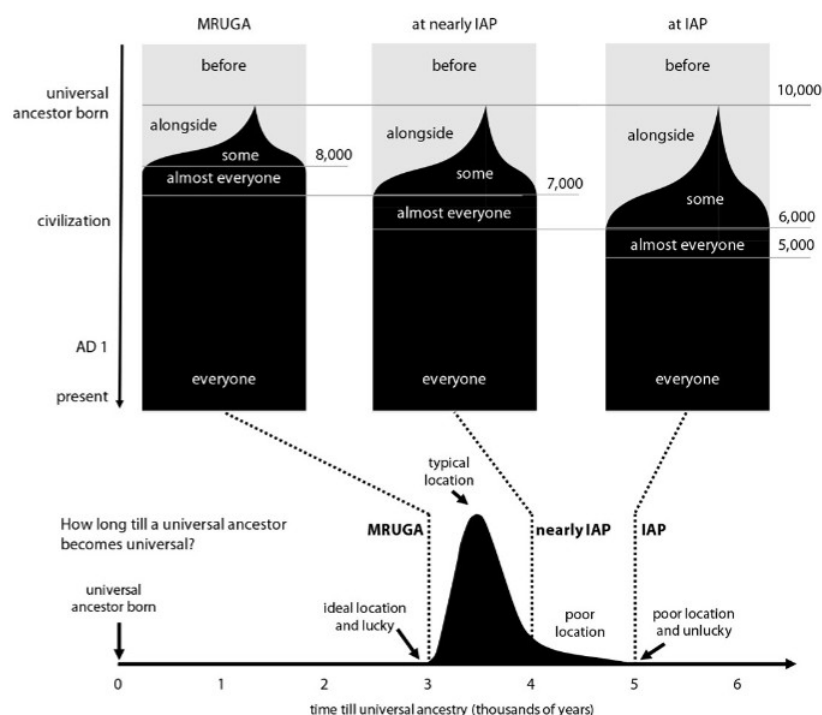 MRUGA
at nearly IAP
at IAP
before
before
before
universal
ancestor born
10,000
alongside
alongside
alongside
some
8,000
almost everyone
some
7,000
some
civilization
almost everyone
6,000
almost everyone
5,000
AD 1
present
everyone
everyone
everyone
typical
location
How long till a universal ancestor
becomes universal?
MRUGA
nearly IAP
IAP
universal
ancestor born
ideal location
and lucky
poor
location
poor location
and unlucky
0 1 2 3 4 5 6
time till universal ancestry (thousands of years)